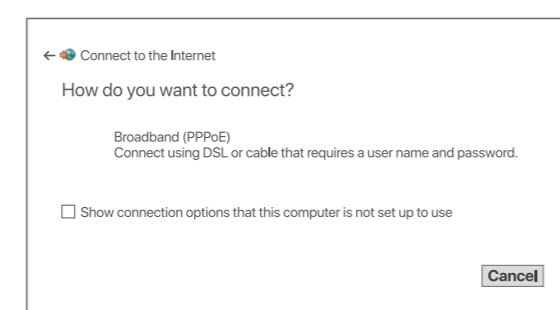 Connect to the Internet
How do you want to connect?
Broadband (PPPoE)
Connect using DSL or cable that requires a user name and password.
Show connection options that this computer is not set up to use
Cancel